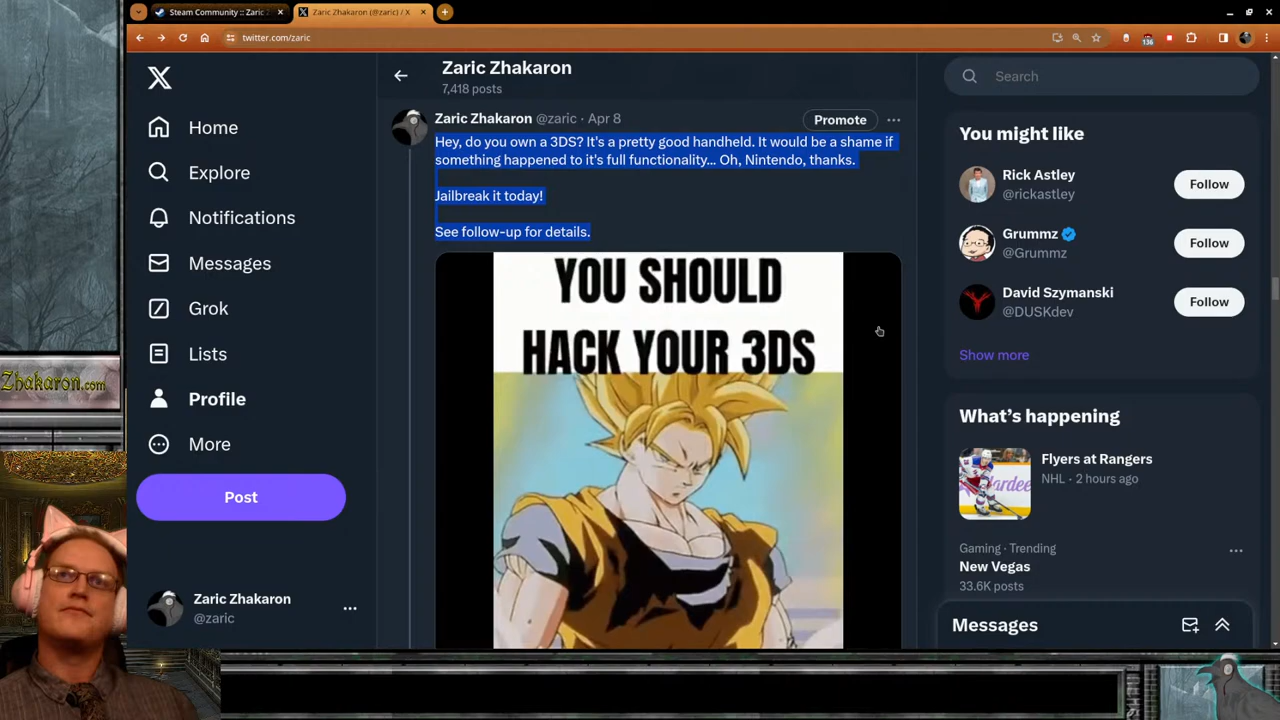 Steam Community :: Zaric Z
Zaric Zhakaron (@zaric) / X
twitter.com/zaric
136
Zaric Zhakaron
7,418 posts
Search
Home
Explore
Notifications
Messages
Grok
Lists
Profile
More
Post
Zaric Zhakaron
@zaric
Zaric Zhakaron @zaric · Apr 8
Promote
Hey, do you own a 3DS? It's a pretty good handheld. It would be a shame if
something happened to it's full functionality... Oh, Nintendo, thanks.
Jailbreak it today!
See follow-up for details.
YOU SHOULD
HACK YOUR 3DS
You might like
Rick Astley
@rickastley
Follow
Grummz
@Grummz
Follow
David Szymanski
@DUSKdev
Follow
Show more
What's happening
Flyers at Rangers
NHL · 2 hours ago
Gaming · Trending
New Vegas
33.6K posts
Messages
Zhakaron.com